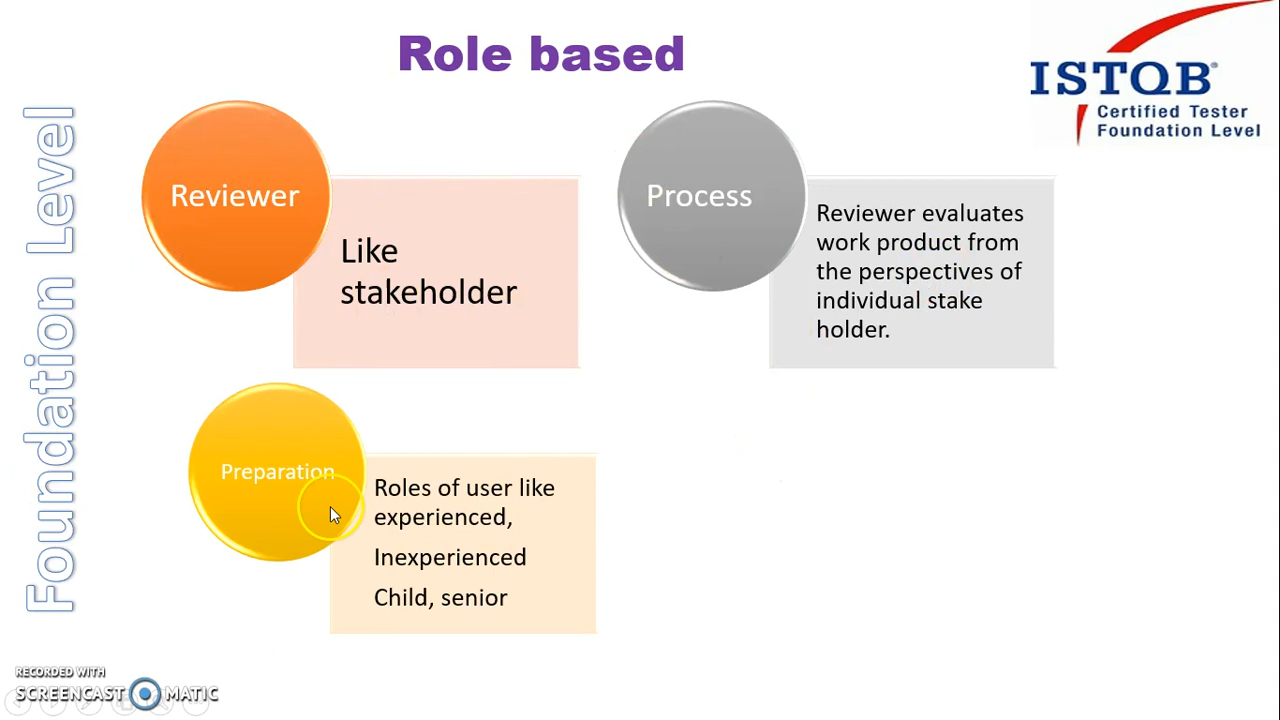 Role based
ISTQB®
Certified Tester
Foundation Level
Foundation Level
Reviewer
Like
stakeholder
Process
Reviewer evaluates
work product from
the perspectives of
individual stake
holder.
Preparation
Roles of user like
experienced,
Inexperienced
Child, senior
RECORDED WITH
SCREENCAST MATIC